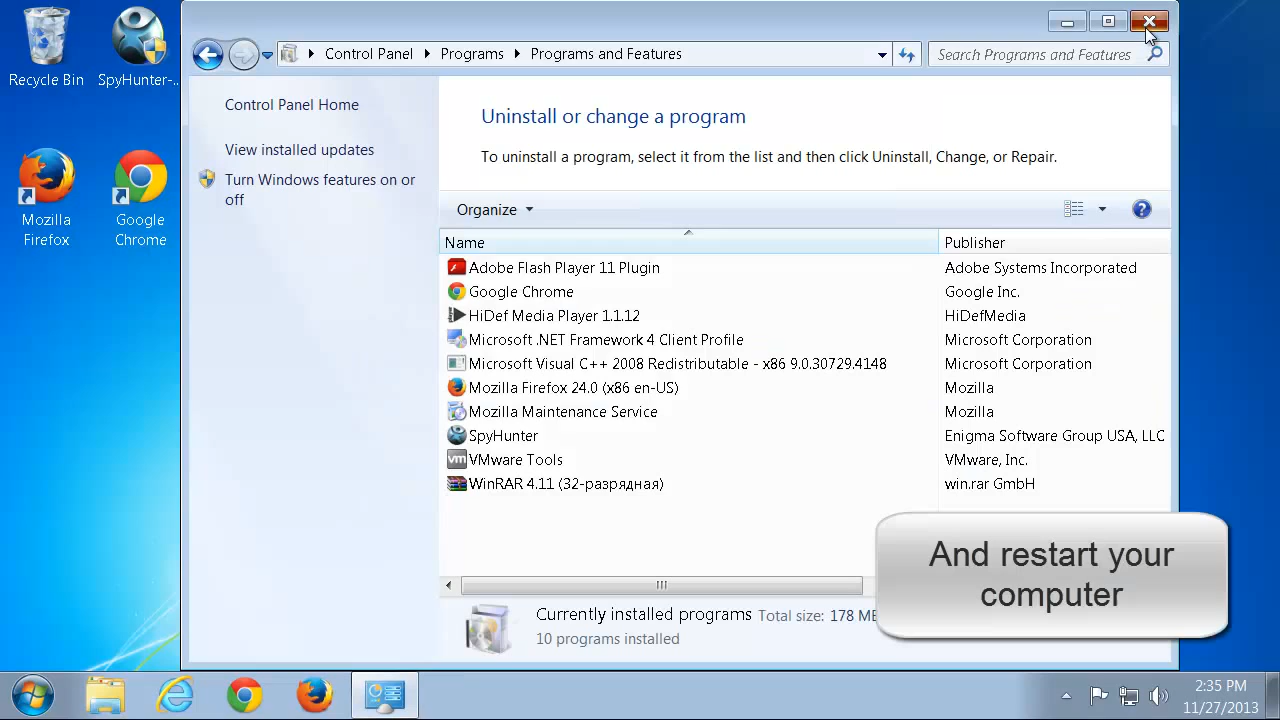 Recycle Bin
SpyHunter-..
Mozilla
Firefox
Google
Chrome
Control Panel
Programs
Programs and Features
Search Programs and Features
Control Panel Home
View installed updates
Turn Windows features on or
off
Uninstall or change a program
To uninstall a program, select it from the list and then click Uninstall, Change, or Repair.
Organize
Name Publisher
Adobe Flash Player 11 Plugin Adobe Systems Incorporated
Google Chrome Google Inc.
HiDef Media Player 1.1.12 HiDefMedia
Microsoft .NET Framework 4 Client Profile Microsoft Corporation
Microsoft Visual C++ 2008 Redistributable - x86 9.0.30729.4148 Microsoft Corporation
Mozilla Firefox 24.0 (x86 en-US) Mozilla
Mozilla Maintenance Service Mozilla
SpyHunter Enigma Software Group USA, LLC
VMware Tools VMware, Inc.
WinRAR 4.11 (32-разрядная) win.rar GmbH
And restart your
computer
Currently installed programs Total size: 178 ME
10 programs installed
2:35 PM
11/27/2013